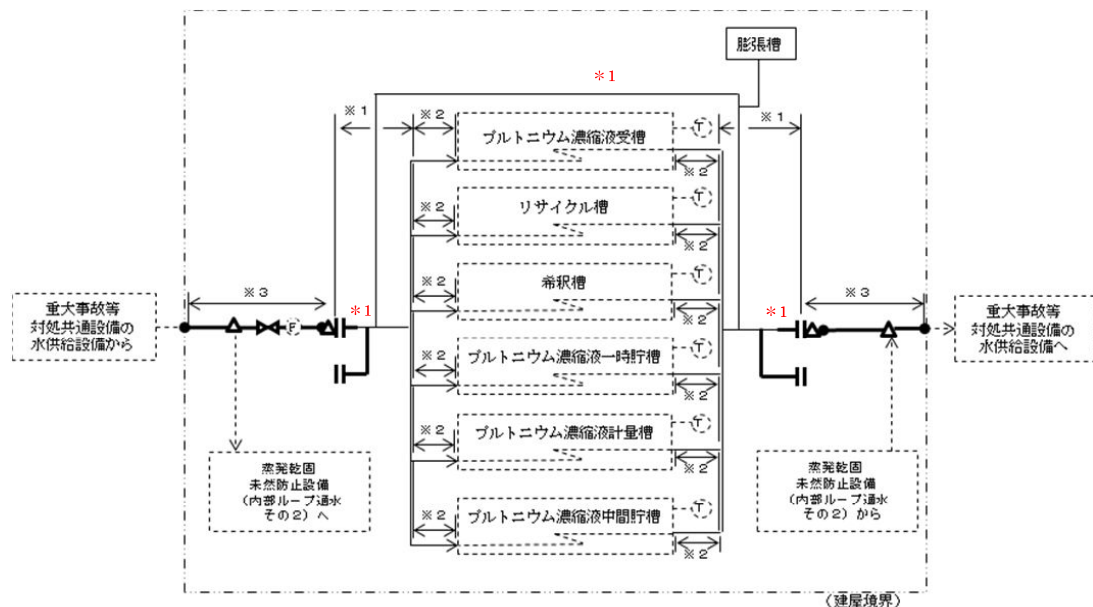 膨張槽
＊1
※1
※2
プルトニウム濃縮液受槽
T
※1
※2
※2
リサイクル槽
T
※2
※2
希釈槽
T
※2
※3
＊1
＊1
※3
重大事故等
対処共通設備の
水供給設備から
F
重大事故等
対処共通設備の
水供給設備へ
※2
プルトニウム濃縮液一時貯槽
T
※2
※2
プルトニウム濃縮液計量槽
T
※2
蒸発乾固
未然防止設備
（内部ループ通水
その2）へ
蒸発乾固
未然防止設備
（内部ループ通水
その2）から
※2
プルトニウム濃縮液中間貯槽
T
※2
（建屋境界）